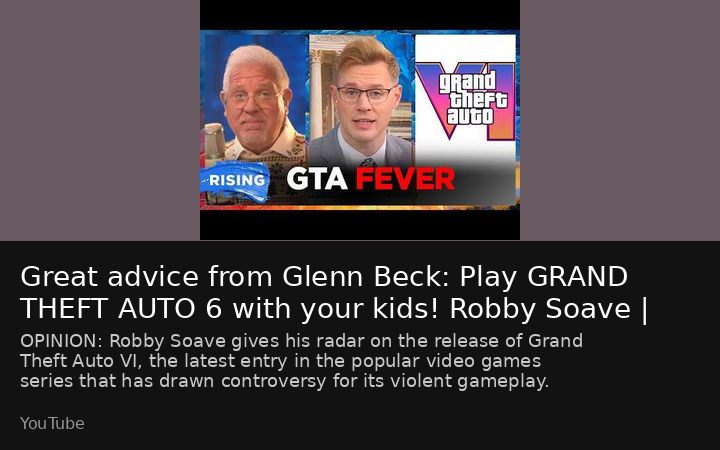 grand
theft
auto
VI
RISING
GTA FEVER
Great advice from Glenn Beck: Play GRAND
THEFT AUTO 6 with your kids! Robby Soave |
OPINION: Robby Soave gives his radar on the release of Grand
Theft Auto VI, the latest entry in the popular video games
series that has drawn controversy for its violent gameplay.
YouTube